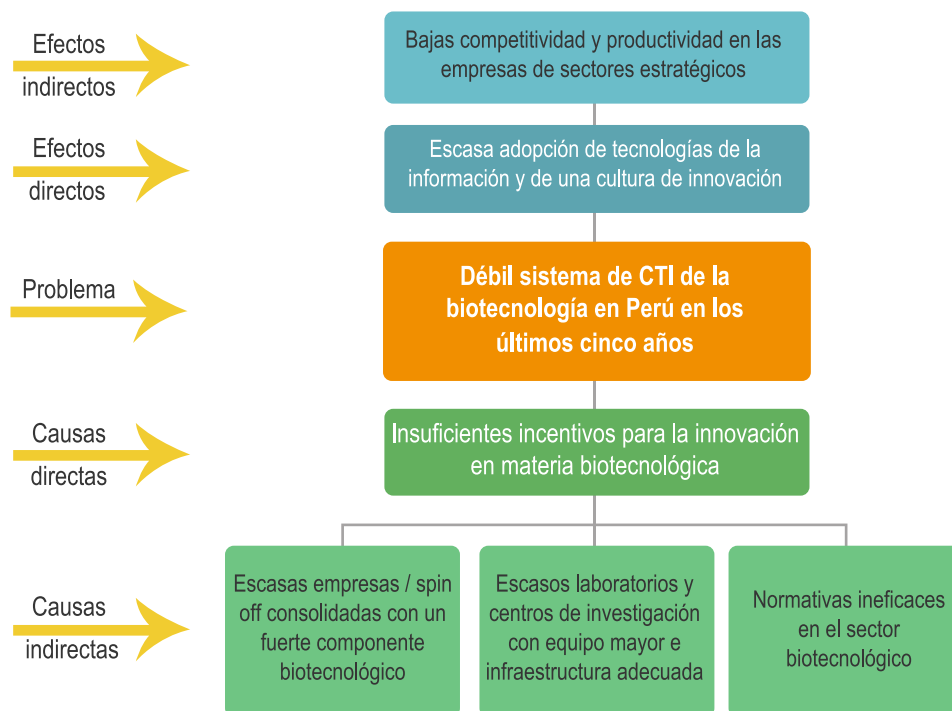 Efectos
indirectos
Bajas competitividad y productividad en las
empresas de sectores estratégicos
Efectos
directos
Escasa adopción de tecnologías de la
información y de una cultura de innovación
Problema
Débil sistema de CTI de la
biotecnología en Perú en los
últimos cinco años
Causas
directas
Insuficientes incentivos para la innovación
en materia biotecnológica
Causas
indirectas
Escasas empresas / spin
off consolidadas con un
fuerte componente
biotecnológico
Escasos laboratorios y
centros de investigación
con equipo mayor e
infraestructura adecuada
Normativas ineficaces
en el sector
biotecnológico